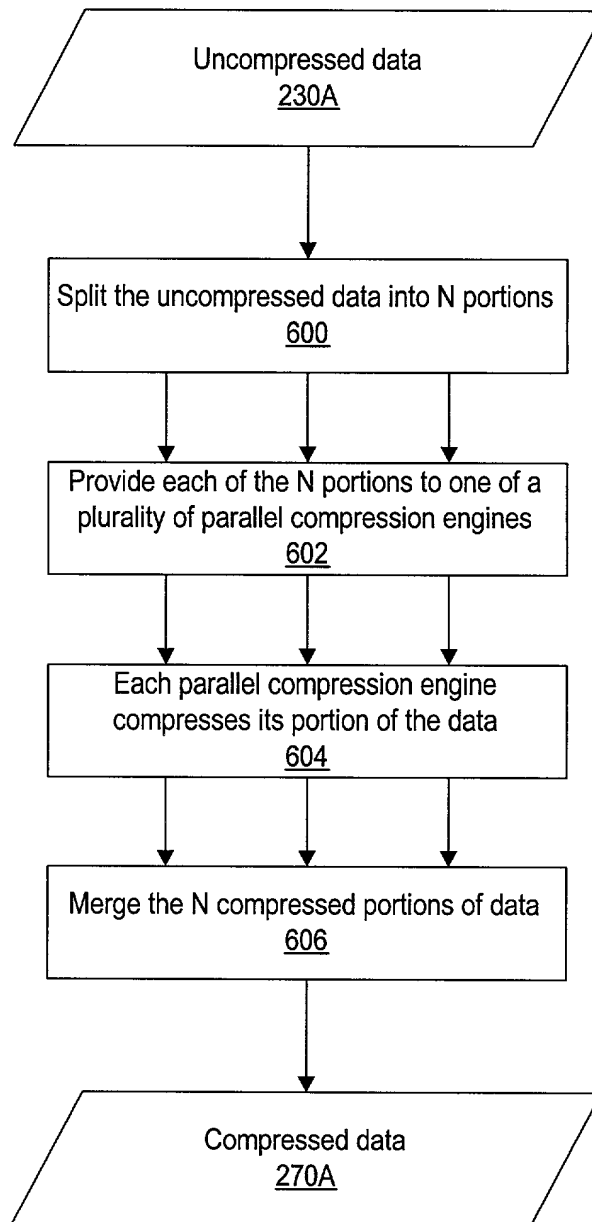 Uncompressed data
230A
Split the uncompressed data into N portions
600
Provide each of the N portions to one of a
plurality of parallel compression engines
602
Each parallel compression engine
compresses its portion of the data
604
Merge the N compressed portions of data
606
Compressed data
270A